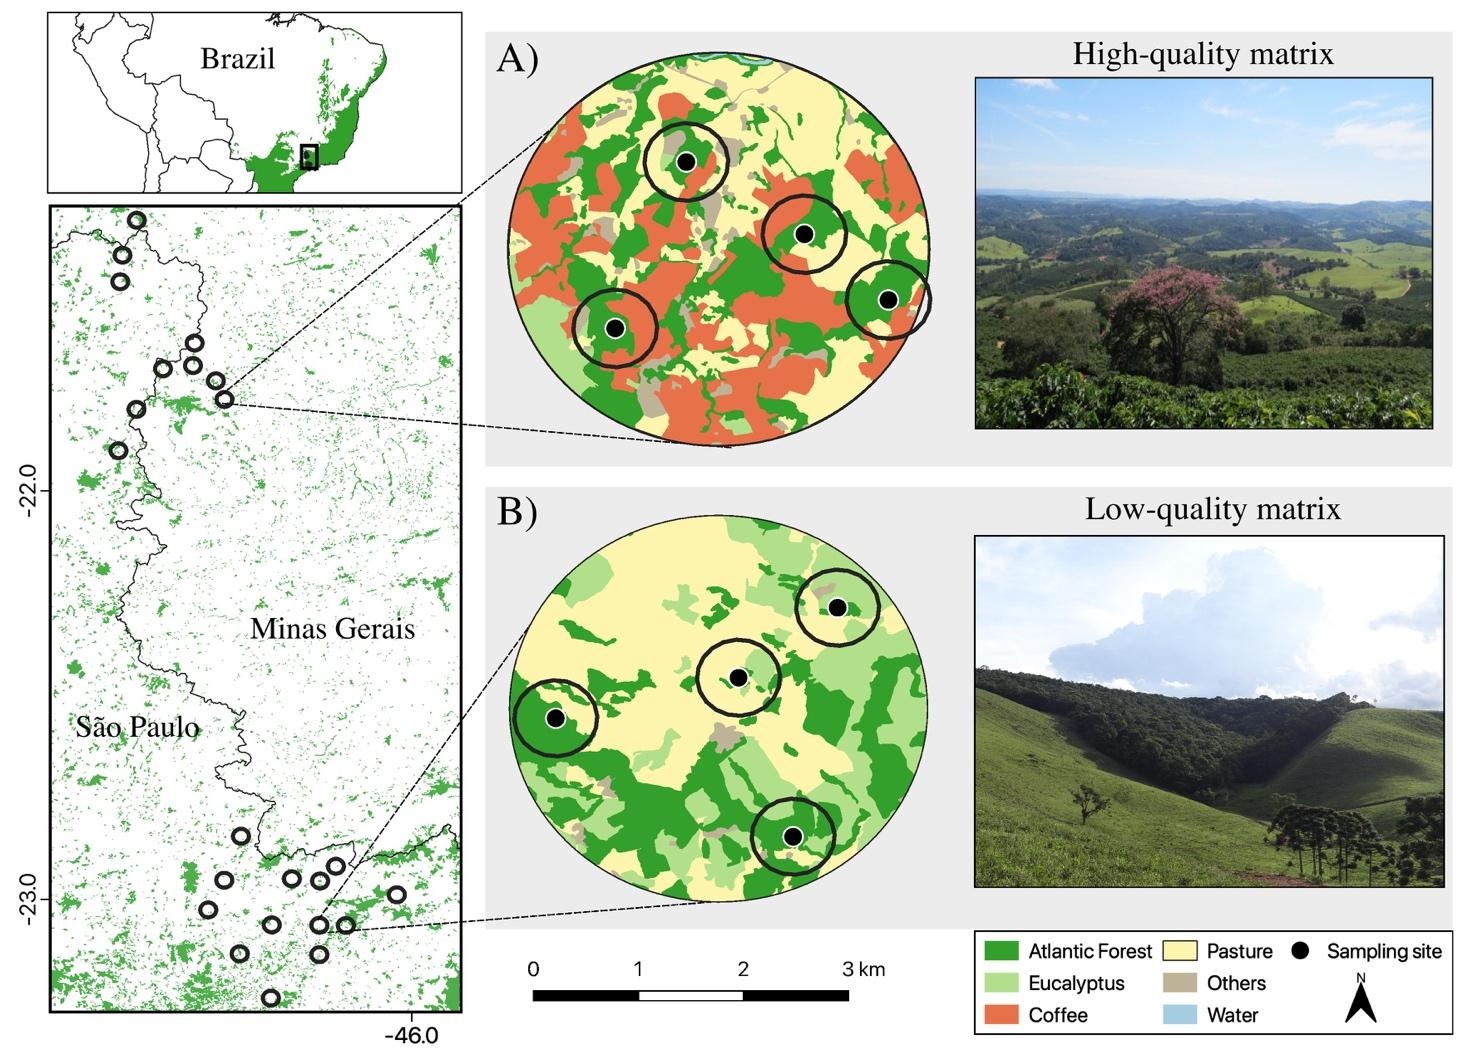 Brazil
A)
High-quality matrix
-22.0
Minas Gerais
São Paulo
-23.0
-46.0
B)
Low-quality matrix
0 1 2 3 km
Atlantic Forest Pasture Sampling site
Eucalyptus Others N
Coffee Water